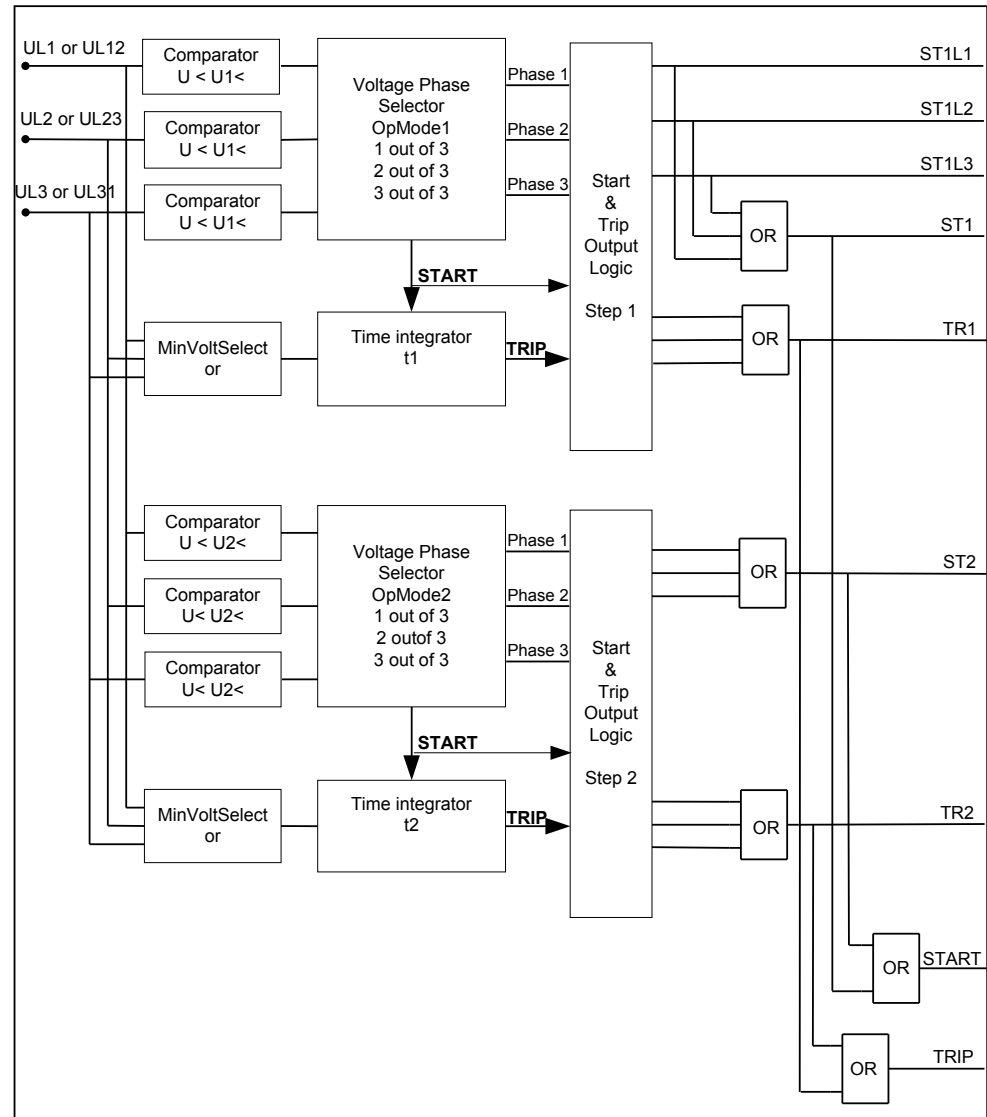 UL1 or UL12
Comparator
U < U1<
UL2 or UL23
Comparator
U < U1<
UL3 or UL31
Comparator
U < U1<
Voltage Phase
Selector
OpMode1
1 out of 3
2 out of 3
3 out of 3
Phase 1
Phase 2
Phase 3
Start
&
Trip
Output
Logic
Step 1
ST1L1
ST1L2
ST1L3
OR
ST1
START
MinVoltSelect
or
Time integrator
t1
TRIP
OR
TR1
Comparator
U < U2<
Comparator
U< U2<
Comparator
U< U2<
Voltage Phase
Selector
OpMode2
1 out of 3
2 outof 3
3 out of 3
Phase 1
Phase 2
Phase 3
Start
&
Trip
Output
Logic
Step 2
OR
ST2
START
MinVoltSelect
or
Time integrator
t2
TRIP
OR
TR2
OR
START
OR
TRIP